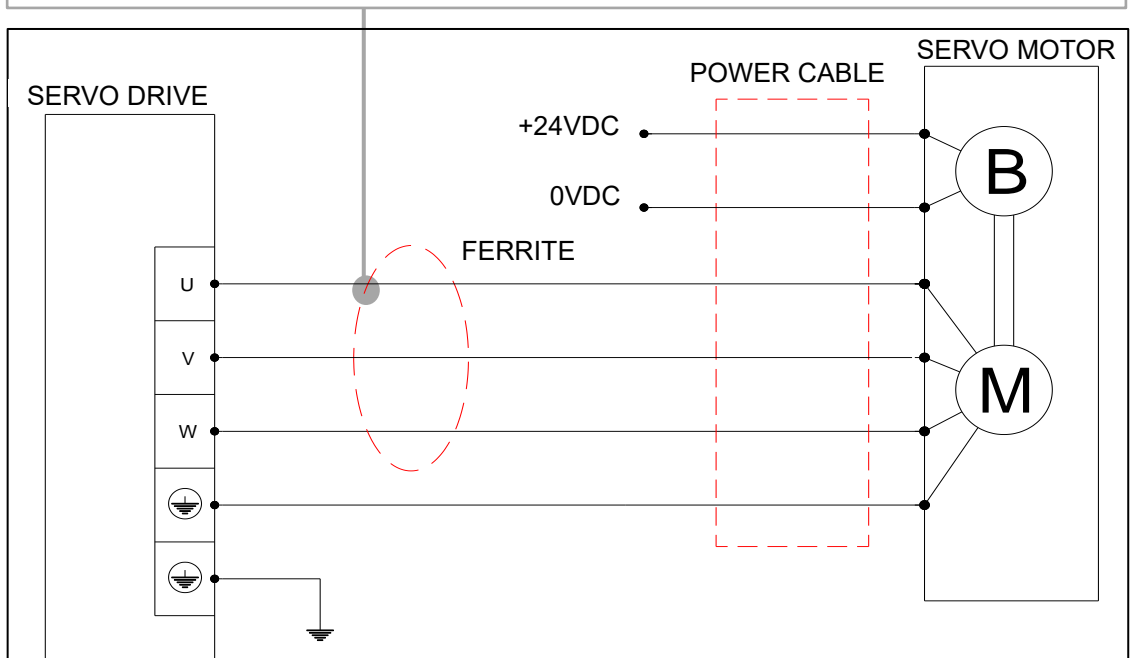 SERVO MOTOR
POWER CABLE
SERVO DRIVE
+24VDC
B
0VDC
FERRITE
U
V
M
W